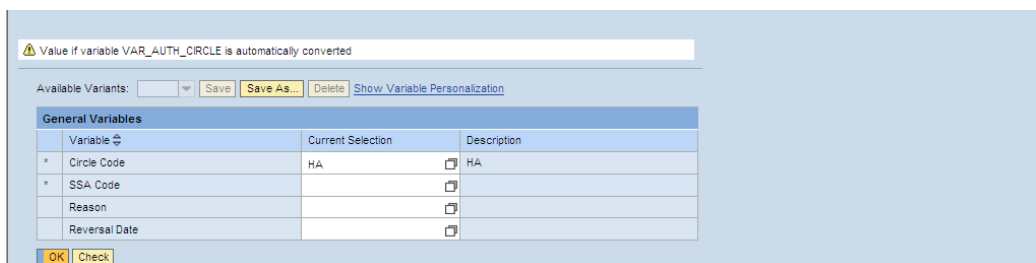 Value if variable VAR_AUTH_CIRCLE is automatically converted
Available Variants: Save Save As... Delete Show Variable Personalization
General Variables
Variable Current Selection Description
* Circle Code HA HA
* SSA Code
Reason
Reversal Date
OK Check